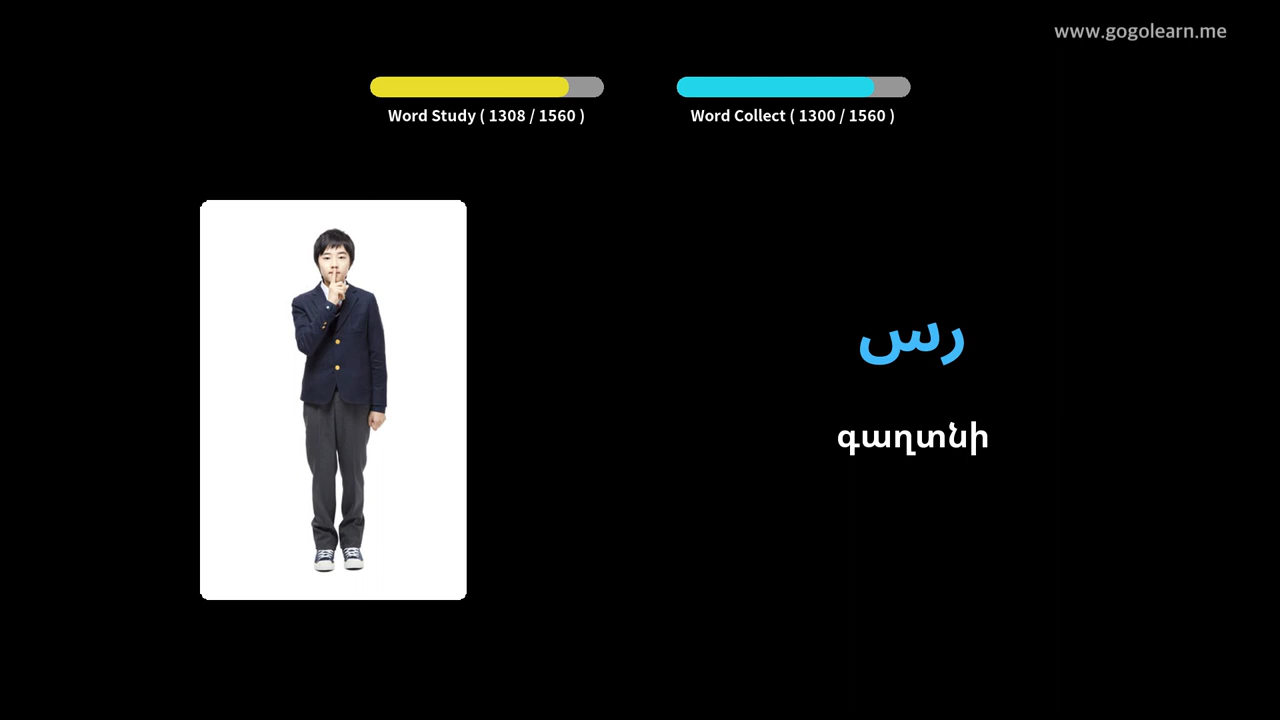 www.gogolearn.me
Word Study ( 1308 / 1560 )
Word Collect ( 1300 / 1560 )
رس
գաղտնի